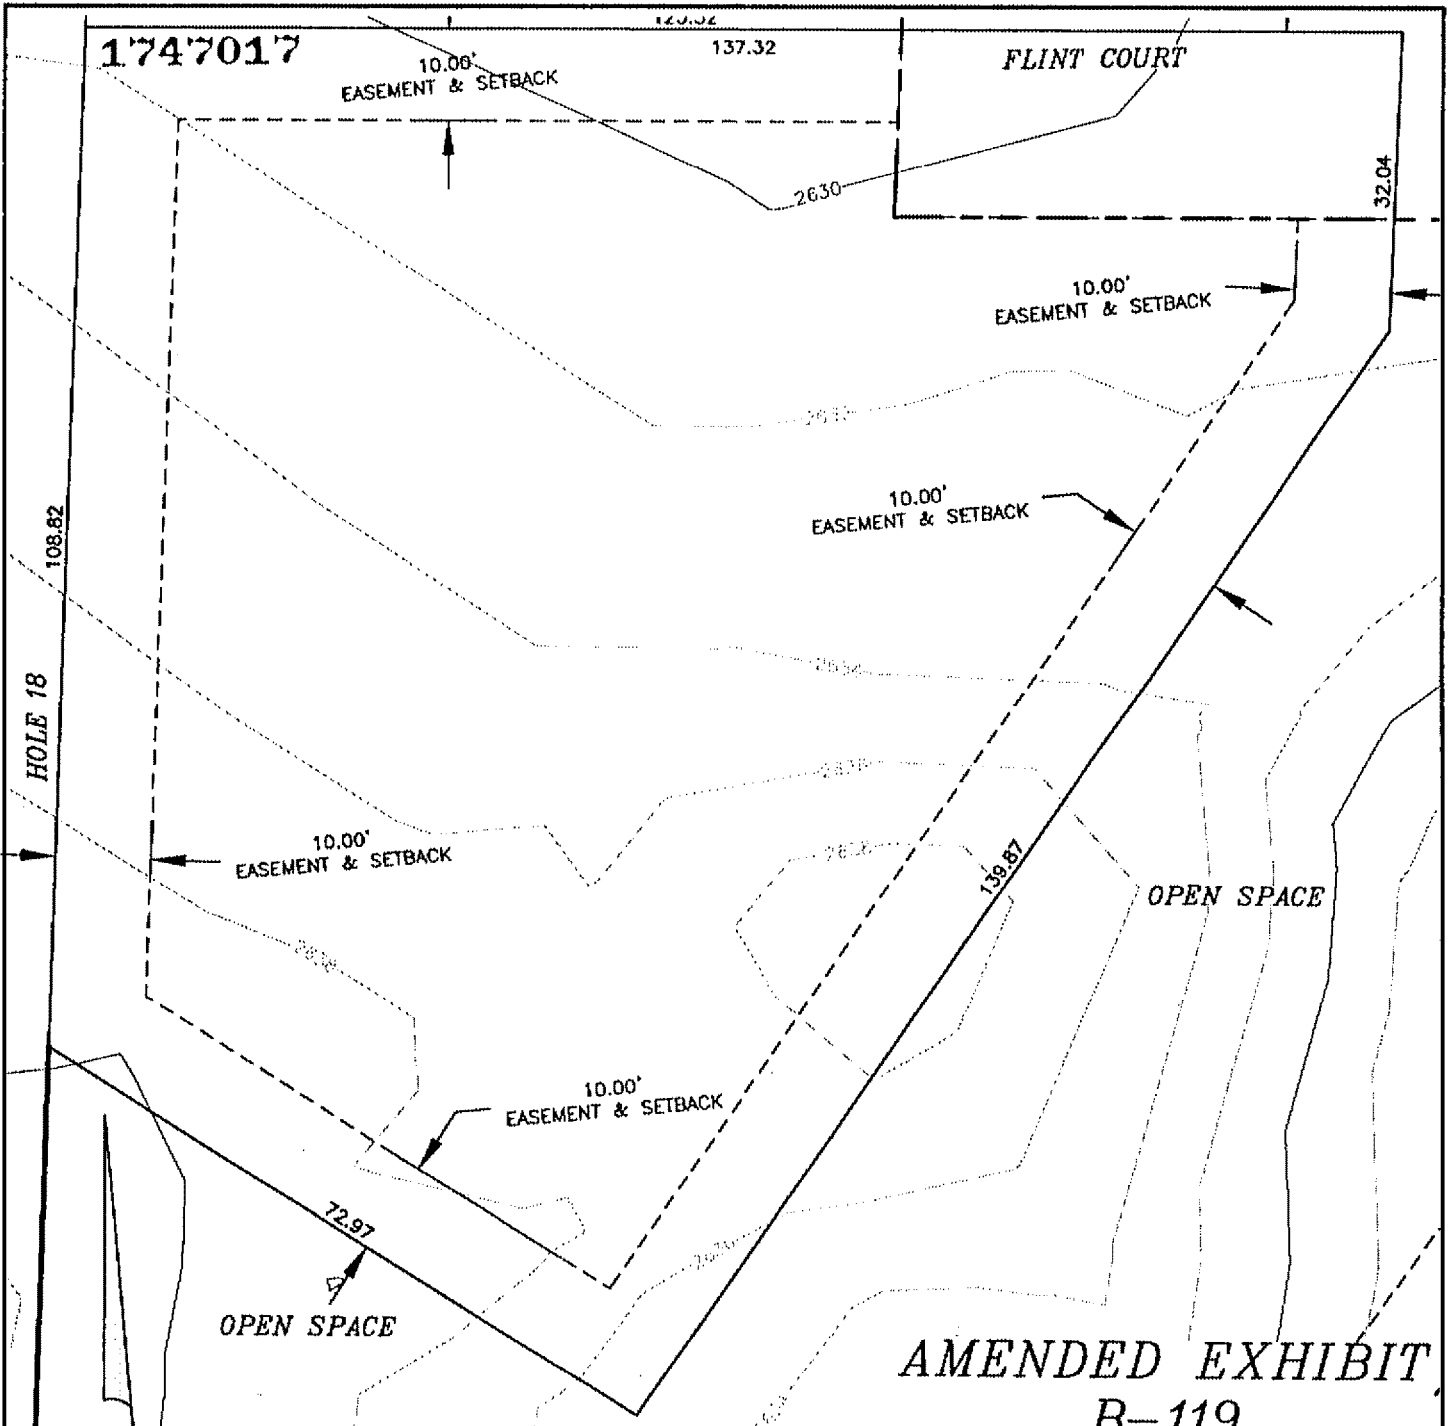 1747017
137.32
FLINT COURT
10.00'
EASEMENT & SETBACK
32.04
2630
10.00'
EASEMENT & SETBACK
10.00'
EASEMENT & SETBACK
108.82
HOLE 18
10.00'
EASEMENT & SETBACK
139.87
OPEN SPACE
10.00'
EASEMENT & SETBACK
72.97
OPEN SPACE
AMENDED EXHIBIT
B-119